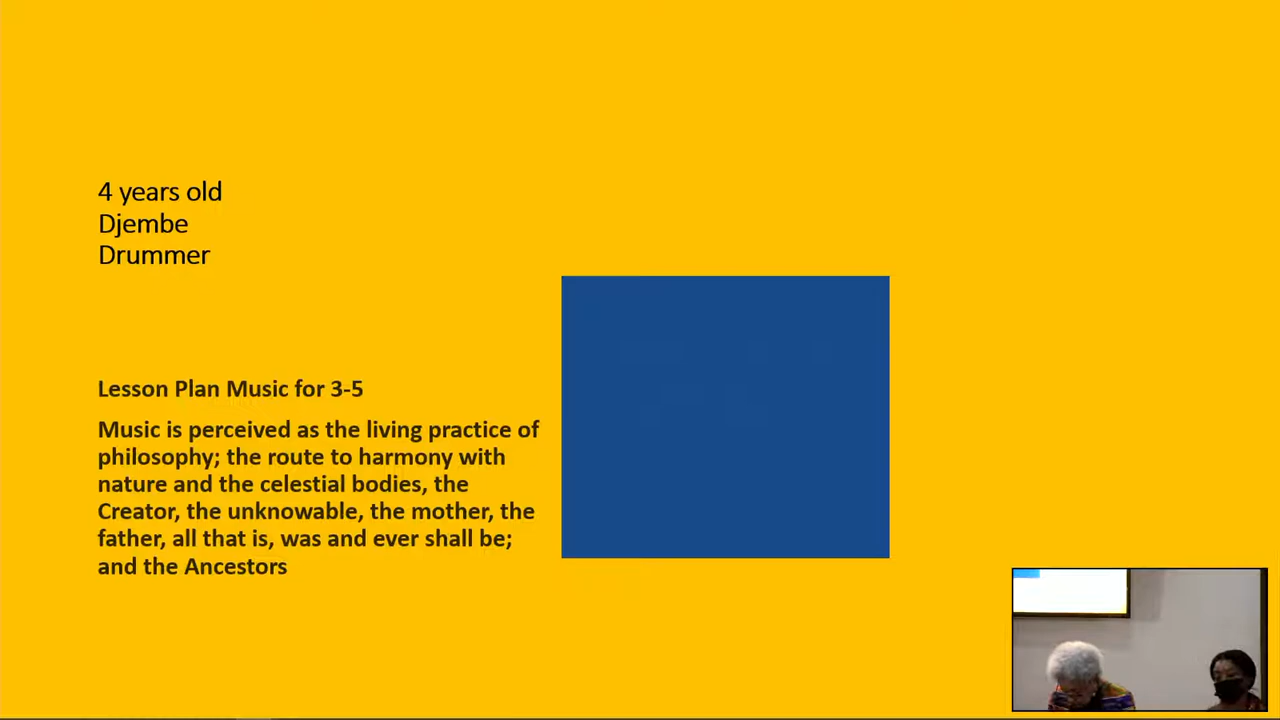 4 years old
Djembe
Drummer
Lesson Plan Music for 3-5
Music is perceived as the living practice of
philosophy; the route to harmony with
nature and the celestial bodies, the
Creator, the unknowable, the mother, the
father, all that is, was and ever shall be;
and the Ancestors